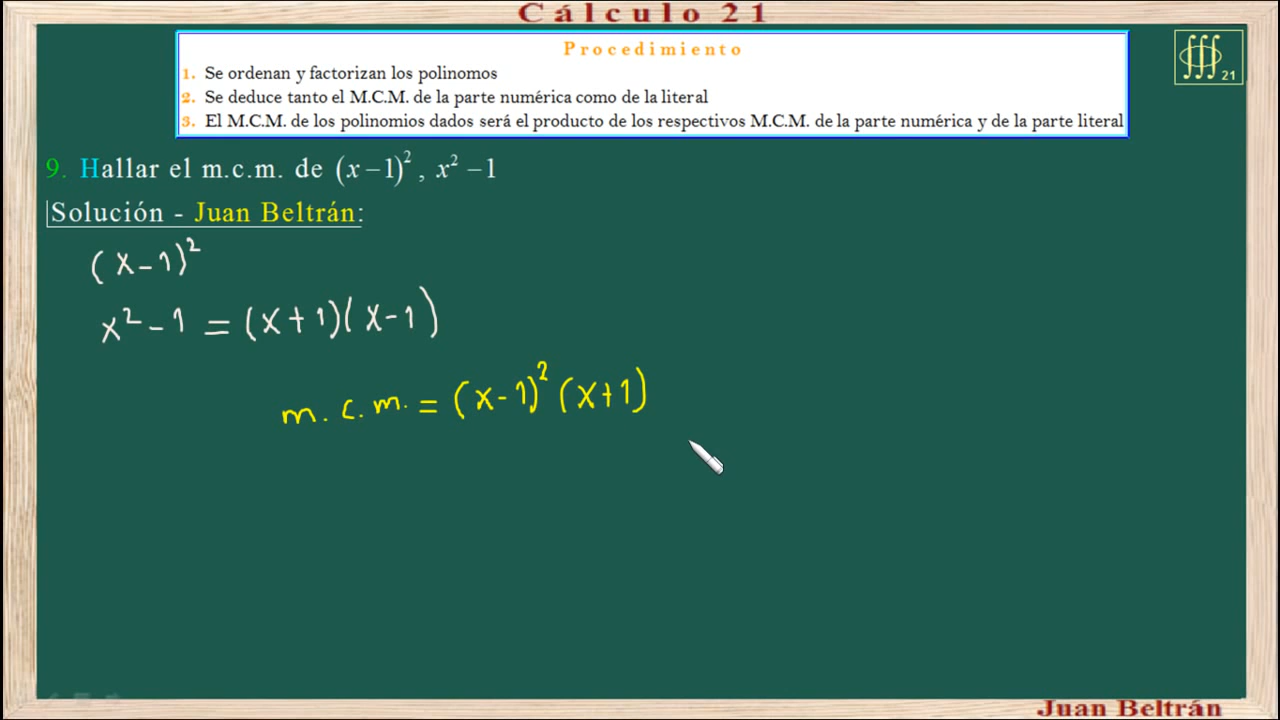 Cálculo 21
Procedimiento
1. Se ordenan y factorizan los polinomos
2. Se deduce tanto el M.C.M. de la parte numérica como de la literal
3. El M.C.M. de los polinomios dados será el producto de los respectivos M.C.M. de la parte numérica y de la parte literal
∫∫∫ 21
9. Hallar el m.c.m. de (x−1)², x²−1
Solución - Juan Beltrán:
(x−1)²
x²−1 = (x+1)(x−1)
m.c.m. = (x−1)²(x+1)
Juan Beltrán